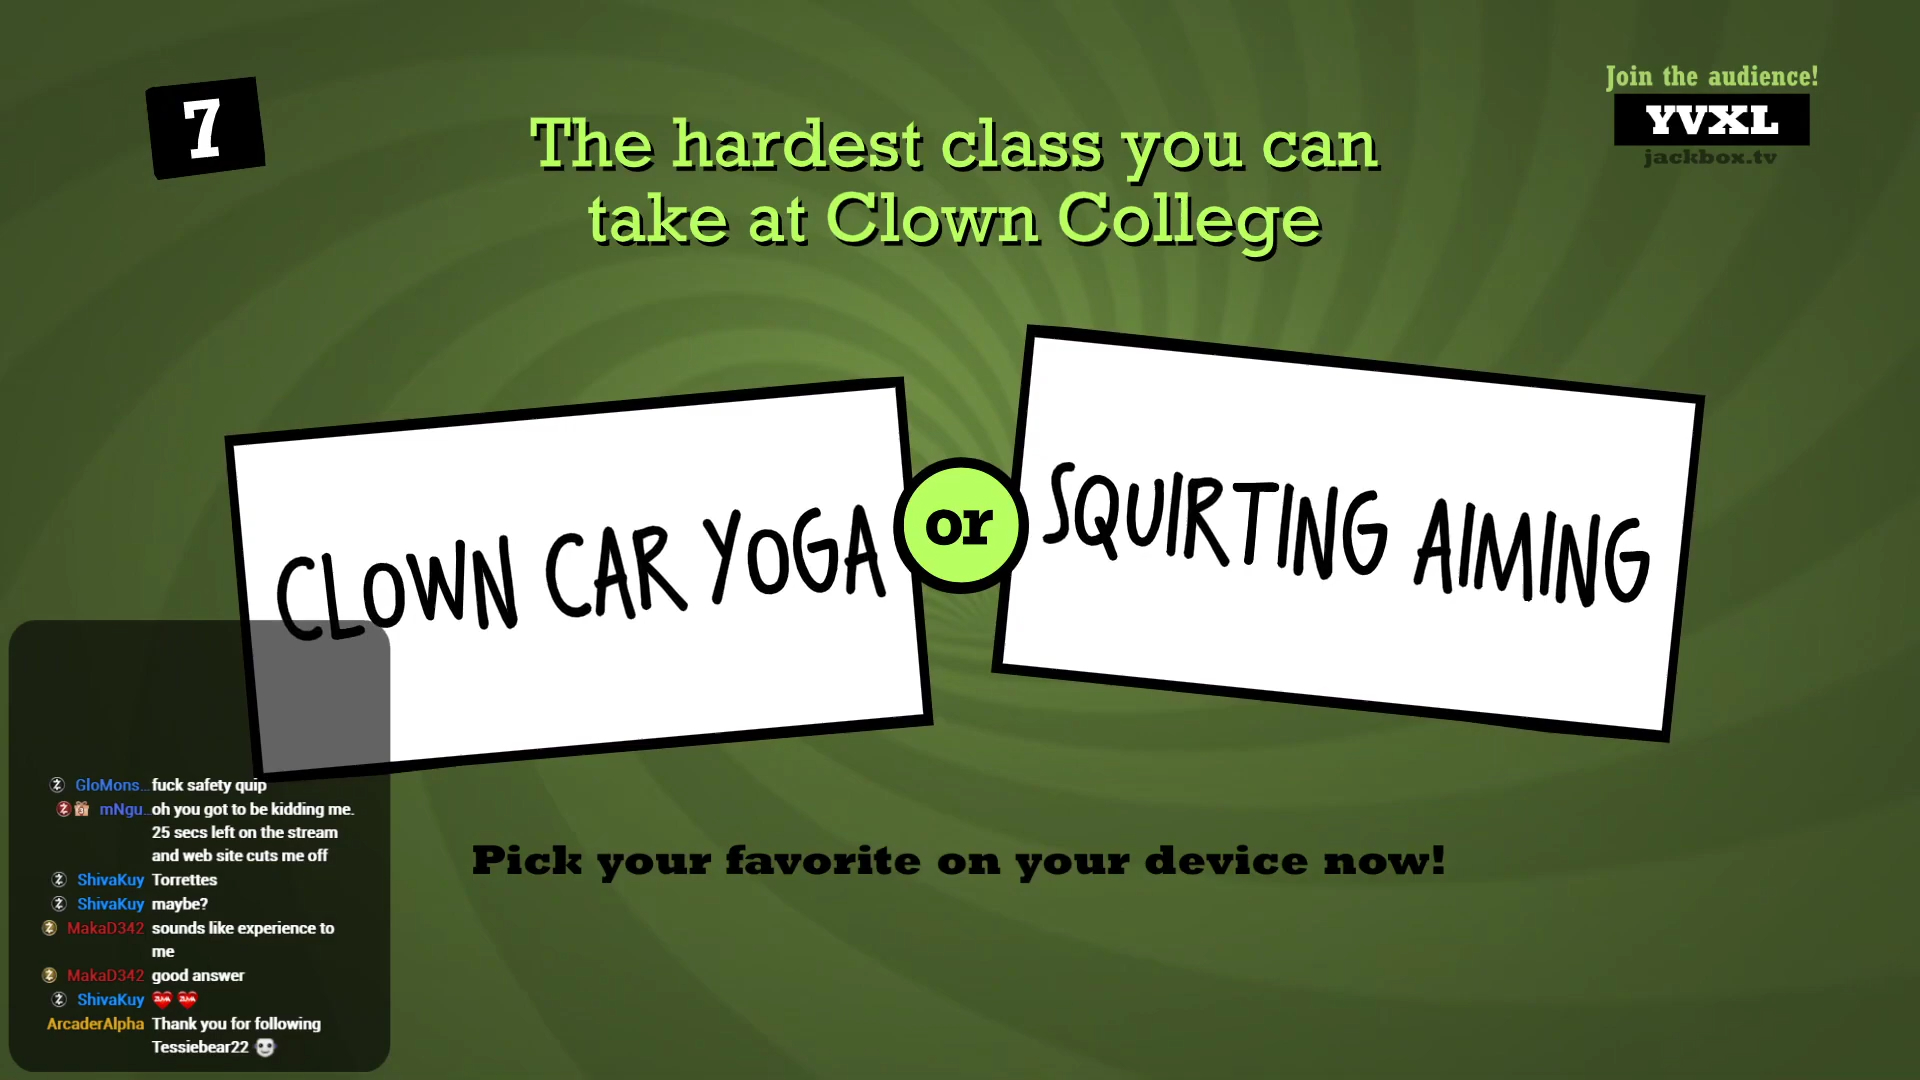 7
The hardest class you can
take at Clown College
Join the audience!
YVXL
jackbox.tv
CLOWN CAR YOGA
or
SQUIRTING AIMING
Pick your favorite on your device now!
GloMons... fuck safety quip
mNgu... oh you got to be kidding me.
25 secs left on the stream
and web site cuts me off
ShivaKuy Torrettes
ShivaKuy maybe?
MakaD342 sounds like experience to
me
MakaD342 good answer
ShivaKuy
ArcaderAlpha Thank you for following
Tessiebear22